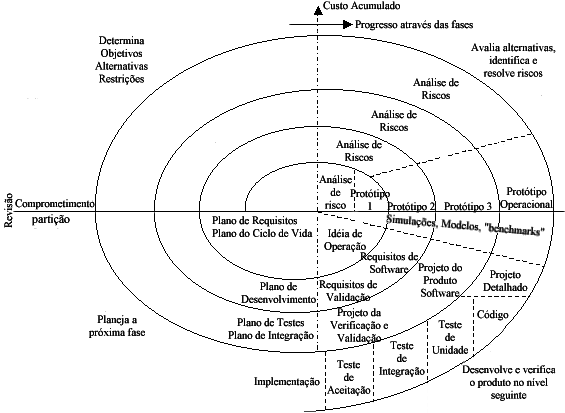 Custo Acumulado
Progresso através das fases
Determina
Objetivos
Alternativas
Restrições
Avalia alternativas,
identifica e
resolve riscos
Análise de
Riscos
Análise de
Riscos
Análise de
Riscos
Análise
de
risco
Protótipo
1
Protótipo 2
Protótipo 3
Protótipo
Operacional
Revisão
Comprometimento
partição
Simulações, Modelos, "benchmarks"
Plano de Requisitos
Plano do Ciclo de Vida
Idéia de
Operação
Requisitos de
Software
Projeto do
Produto
Software
Projeto
Detalhado
Plano de
Desenvolvimento
Requisitos de
Validação
Planeja a
próxima fase
Plano de Testes
Plano de Integração
Projeto da
Verificação e
Validação
Código
Teste
de
Unidade
Teste
de
Integração
Teste
de
Aceitação
Implementação
Desenvolve e verifica
o produto no nível
seguinte